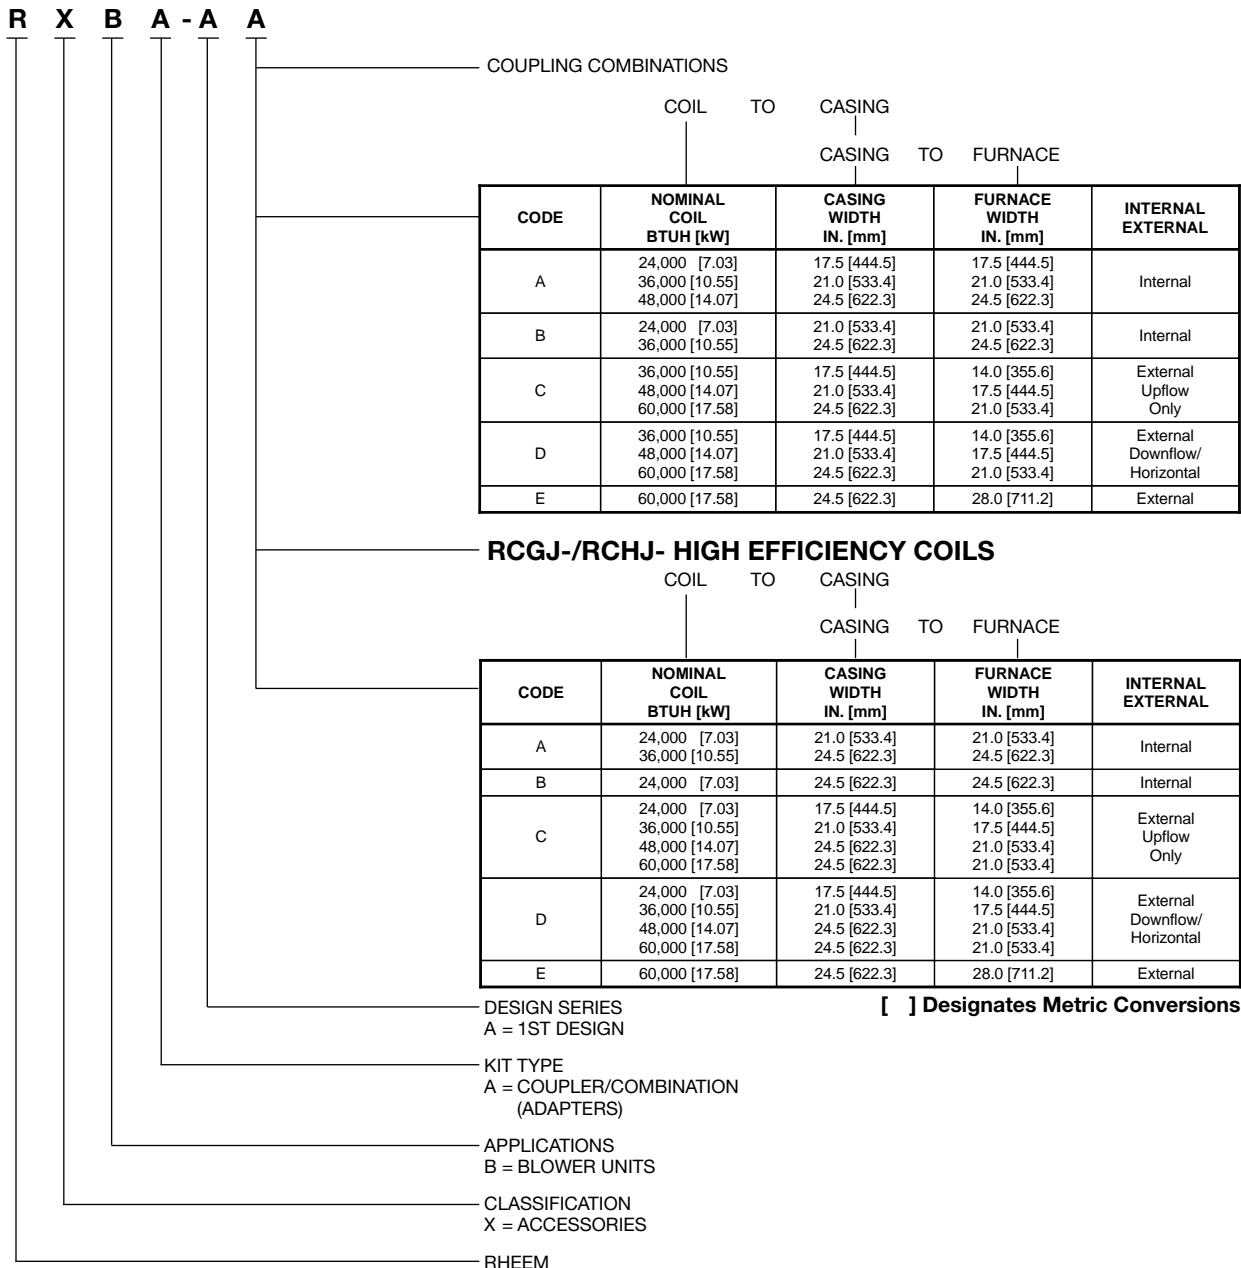 R X B A - A A
COUPLING COMBINATIONS
COIL TO CASING
CASING TO FURNACE
CODE
NOMINAL
COIL
BTUH [kW]
CASING
WIDTH
IN. [mm]
FURNACE
WIDTH
IN. [mm]
INTERNAL
EXTERNAL
A
24,000 [7.03] 17.5 [444.5] 17.5 [444.5]
36,000 [10.55] 21.0 [533.4] 21.0 [533.4]
48,000 [14.07] 24.5 [622.3] 24.5 [622.3]
Internal
B
24,000 [7.03] 21.0 [533.4] 21.0 [533.4]
36,000 [10.55] 24.5 [622.3] 24.5 [622.3]
Internal
C
36,000 [10.55] 17.5 [444.5] 14.0 [355.6]
48,000 [14.07] 21.0 [533.4] 17.5 [444.5]
60,000 [17.58] 24.5 [622.3] 21.0 [533.4]
External
Upflow
Only
D
36,000 [10.55] 17.5 [444.5] 14.0 [355.6]
48,000 [14.07] 21.0 [533.4] 17.5 [444.5]
60,000 [17.58] 24.5 [622.3] 21.0 [533.4]
External
Downflow/
Horizontal
E 60,000 [17.58] 24.5 [622.3] 28.0 [711.2] External
RCGJ-/RCHJ- HIGH EFFICIENCY COILS
COIL TO CASING
CASING TO FURNACE
CODE
NOMINAL
COIL
BTUH [kW]
CASING
WIDTH
IN. [mm]
FURNACE
WIDTH
IN. [mm]
INTERNAL
EXTERNAL
A
24,000 [7.03] 21.0 [533.4] 21.0 [533.4]
36,000 [10.55] 24.5 [622.3] 24.5 [622.3]
Internal
B 24,000 [7.03] 24.5 [622.3] 24.5 [622.3] Internal
C
24,000 [7.03] 17.5 [444.5] 14.0 [355.6]
36,000 [10.55] 21.0 [533.4] 17.5 [444.5]
48,000 [14.07] 24.5 [622.3] 21.0 [533.4]
60,000 [17.58] 24.5 [622.3] 21.0 [533.4]
External
Upflow
Only
D
24,000 [7.03] 17.5 [444.5] 14.0 [355.6]
36,000 [10.55] 21.0 [533.4] 17.5 [444.5]
48,000 [14.07] 24.5 [622.3] 21.0 [533.4]
60,000 [17.58] 24.5 [622.3] 21.0 [533.4]
External
Downflow/
Horizontal
E 60,000 [17.58] 24.5 [622.3] 28.0 [711.2] External
[ ] Designates Metric Conversions
DESIGN SERIES
A = 1ST DESIGN
KIT TYPE
A = COUPLER/COMBINATION
(ADAPTERS)
APPLICATIONS
B = BLOWER UNITS
CLASSIFICATION
X = ACCESSORIES
RHEEM